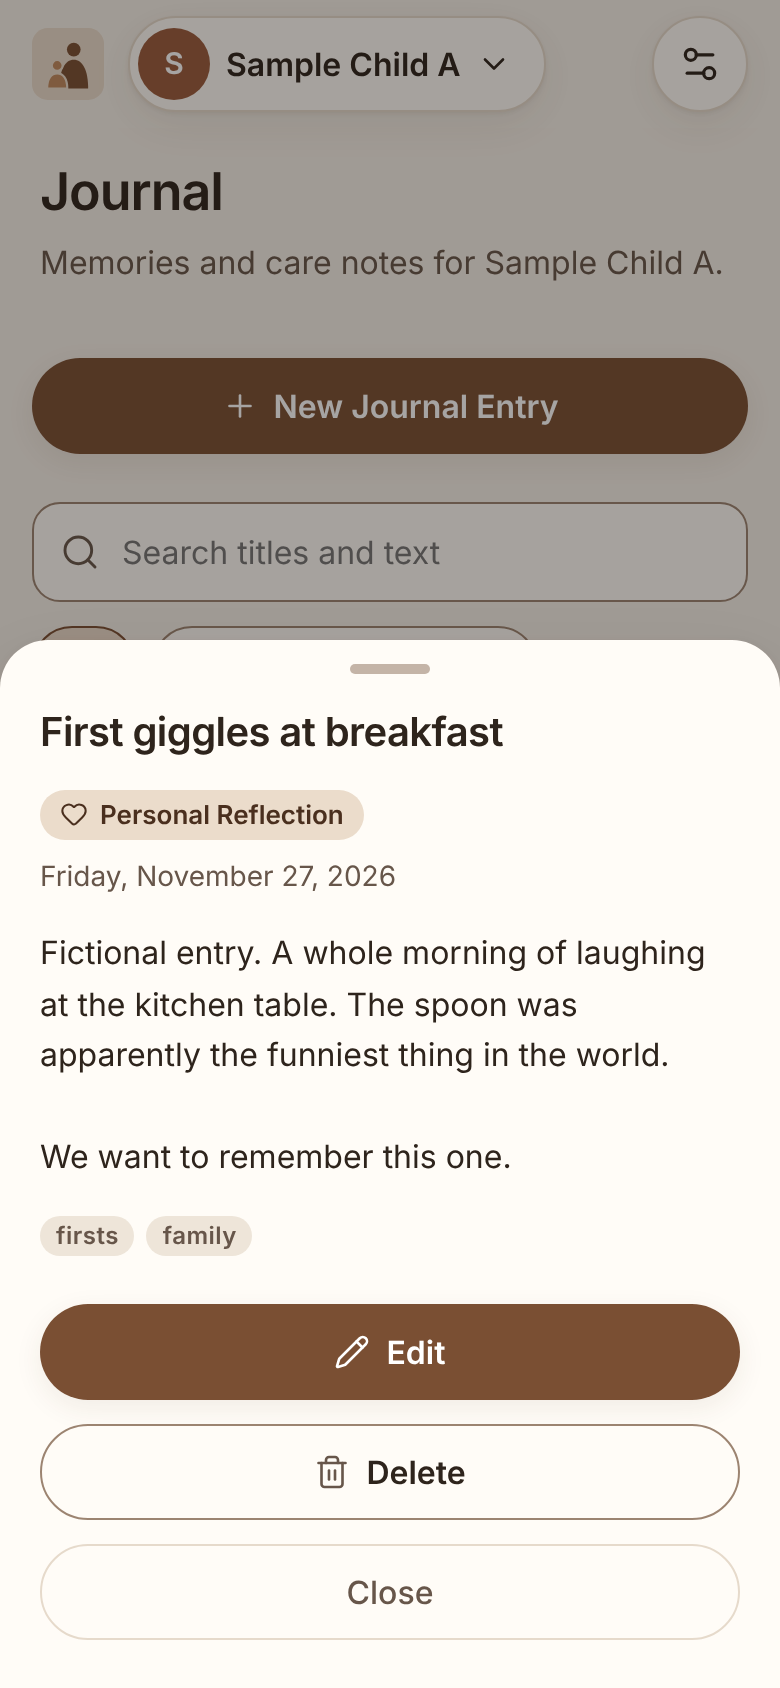 S
Sample Child A
Journal
Memories and care notes for Sample Child A.
New Journal Entry
Search titles and text
First giggles at breakfast
Personal Reflection
Friday, November 27, 2026
Fictional entry. A whole morning of laughing
at the kitchen table. The spoon was
apparently the funniest thing in the world.
We want to remember this one.
firsts
family
Edit
Delete
Close